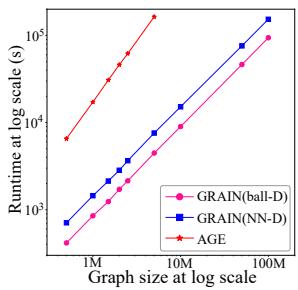 Runtime at log scale (s)
10^5
10^4
10^3
GRAIN(ball-D)
GRAIN(NN-D)
AGE
1M
10M
100M
Graph size at log scale